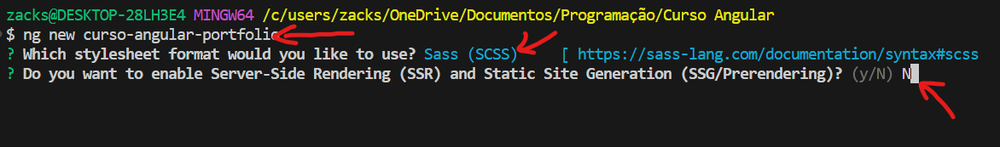 zacks@DESKTOP-28LH3E4 MINGW64 /c/users/zacks/OneDrive/Documentos/Programação/Curso Angular
$ ng new curso-angular-portfolio
? Which stylesheet format would you like to use? Sass (SCSS) [ https://sass-lang.com/documentation/syntax#scss
? Do you want to enable Server-Side Rendering (SSR) and Static Site Generation (SSG/Prerendering)? (y/N) N